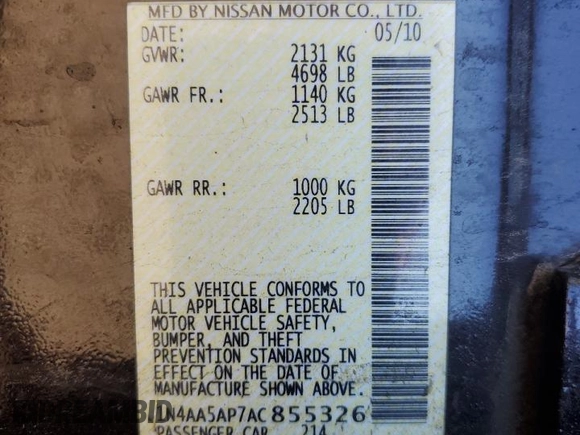 MFD BY NISSAN MOTOR CO., LTD.
DATE: 05/10
GVWR: 2131 KG
4698 LB
GAWR FR.: 1140 KG
2513 LB
GAWR RR.: 1000 KG
2205 LB
THIS VEHICLE CONFORMS TO
ALL APPLICABLE FEDERAL
MOTOR VEHICLE SAFETY,
BUMPER, AND THEFT
PREVENTION STANDARDS IN
EFFECT ON THE DATE OF
MANUFACTURE SHOWN ABOVE.
N4AA5AP7AC855326
PASSENGER CAR 214